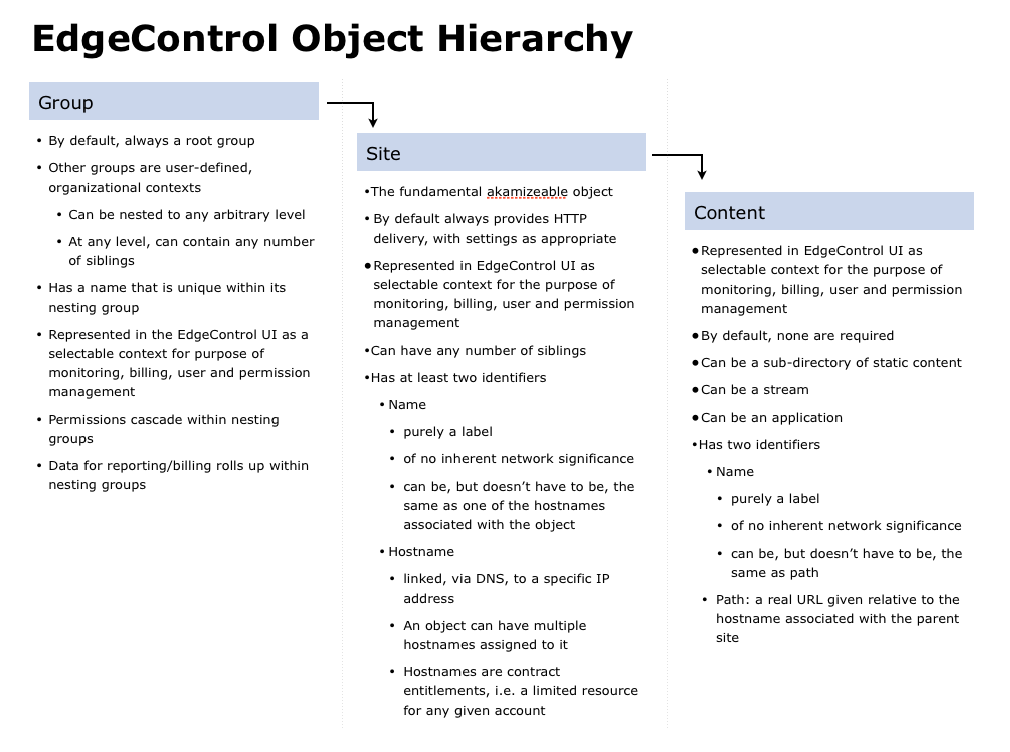 EdgeControl Object Hierarchy
Group
• By default, always a root group
• Other groups are user-defined,
organizational contexts
• Can be nested to any arbitrary level
• At any level, can contain any number
of siblings
• Has a name that is unique within its
nesting group
• Represented in the EdgeControl UI as a
selectable context for purpose of
monitoring, billing, user and permission
management
• Permissions cascade within nesting
groups
• Data for reporting/billing rolls up within
nesting groups
Site
•The fundamental akamizeable object
• By default always provides HTTP
delivery, with settings as appropriate
•Represented in EdgeControl UI as
selectable context for the purpose of
monitoring, billing, user and permission
management
•Can have any number of siblings
•Has at least two identifiers
• Name
• purely a label
• of no inherent network significance
• can be, but doesn’t have to be, the
same as one of the hostnames
associated with the object
• Hostname
• linked, via DNS, to a specific IP
address
• An object can have multiple
hostnames assigned to it
• Hostnames are contract
entitlements, i.e. a limited resource
for any given account
Content
•Represented in EdgeControl UI as
selectable context for the purpose of
monitoring, billing, user and permission
management
•By default, none are required
•Can be a sub-directory of static content
•Can be a stream
•Can be an application
•Has two identifiers
• Name
• purely a label
• of no inherent network significance
• can be, but doesn’t have to be, the
same as path
• Path: a real URL given relative to the
hostname associated with the parent
site